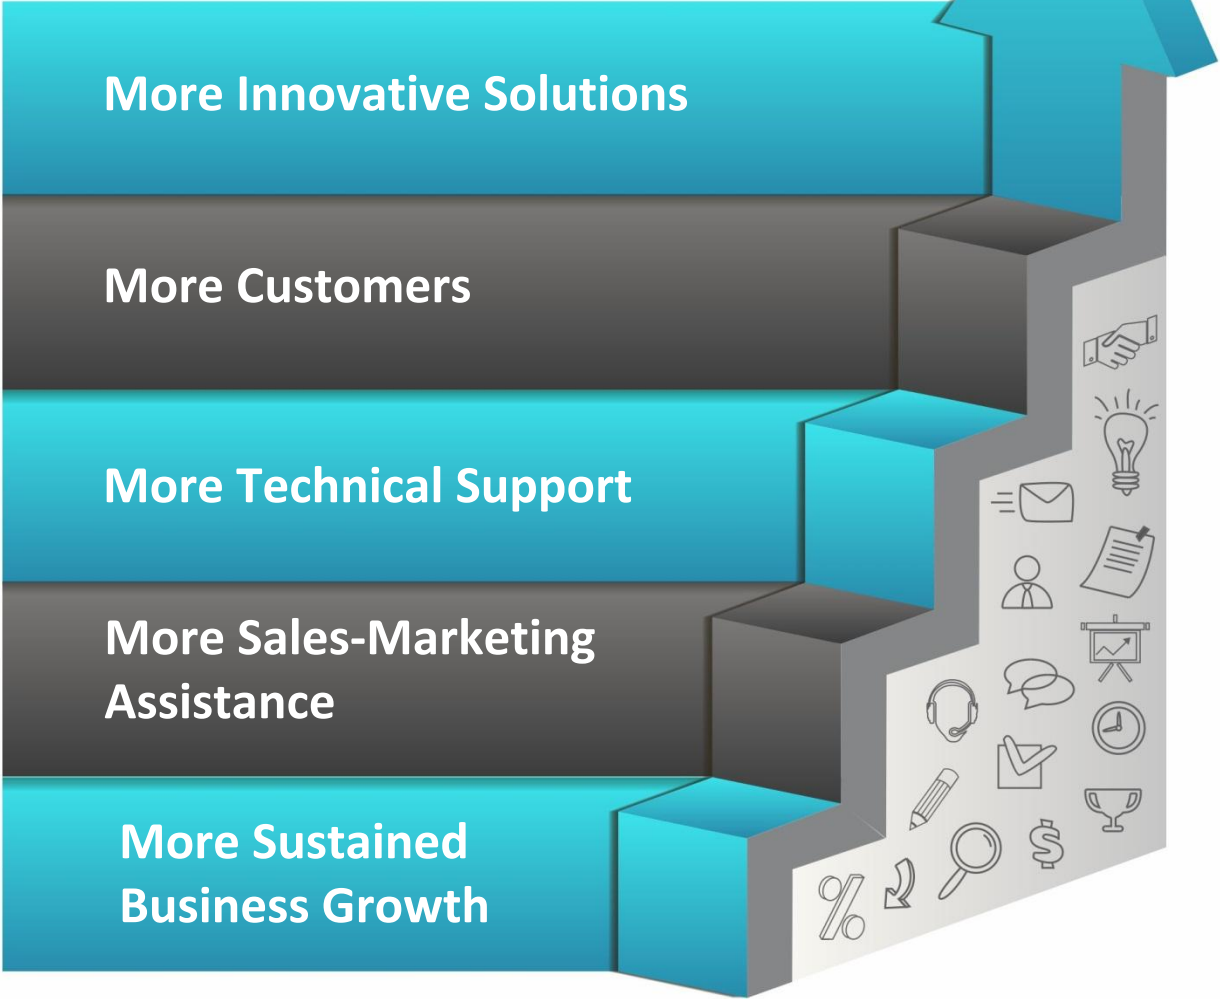 More Innovative Solutions
More Customers
More Technical Support
More Sales-Marketing
Assistance
More Sustained
Business Growth